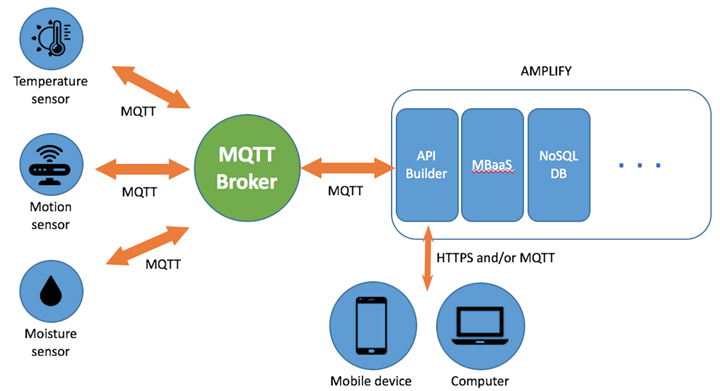 Temperature
sensor
MQTT
Motion
sensor
MQTT
Moisture
sensor
MQTT
MQTT
Broker
MQTT
AMPLIFY
API
Builder
MBaaS
NoSQL
DB
. . .
HTTPS and/or MQTT
Mobile device
Computer